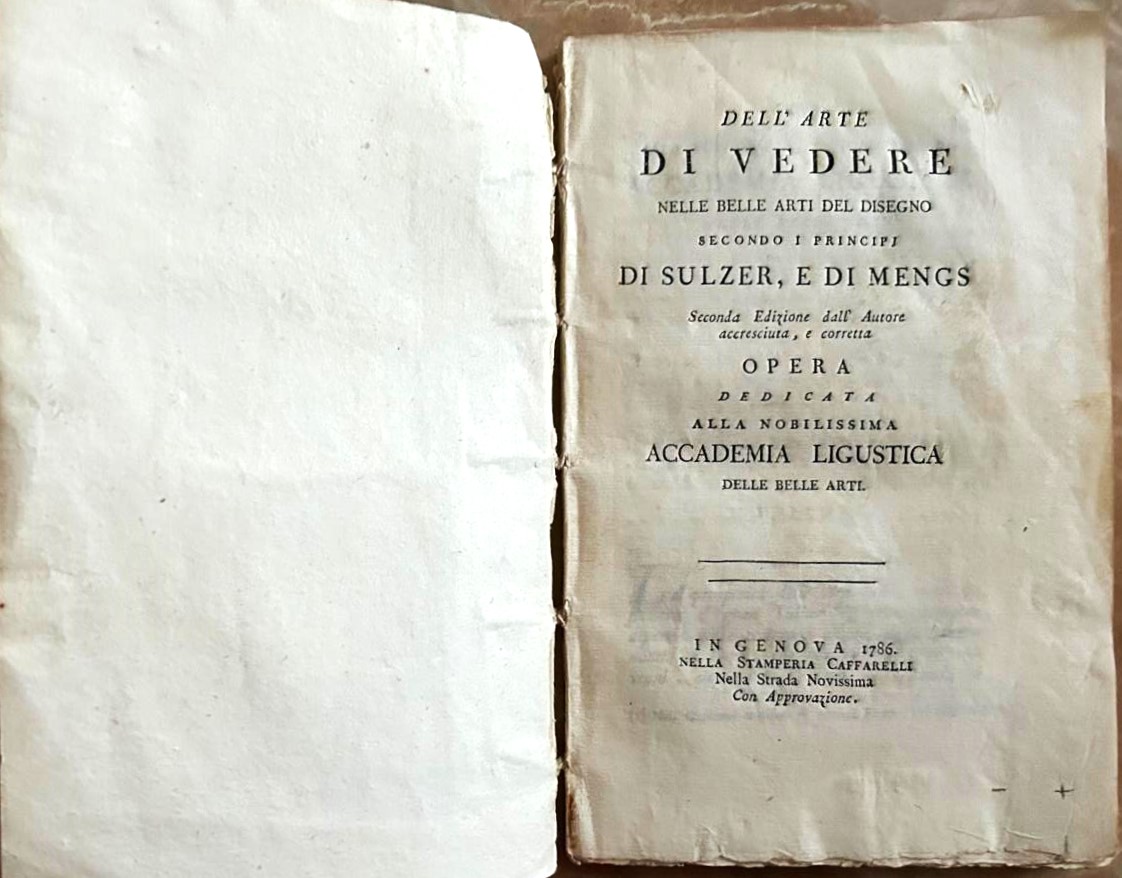 DELL' ARTE
DI VEDERE
NELLE BELLE ARTI DEL DISEGNO
SECONDO I PRINCIPI
DI SULZER, E DI MENGS
Seconda Edizione dall' Autore
accresciuta, e corretta
OPERA
DEDICATA
ALLA NOBILISSIMA
ACCADEMIA LIGUSTICA
DELLE BELLE ARTI.
IN GENOVA 1786.
NELLA STAMPERIA CAFFARELLI
Nella Strada Novissima
Con Approvazione.